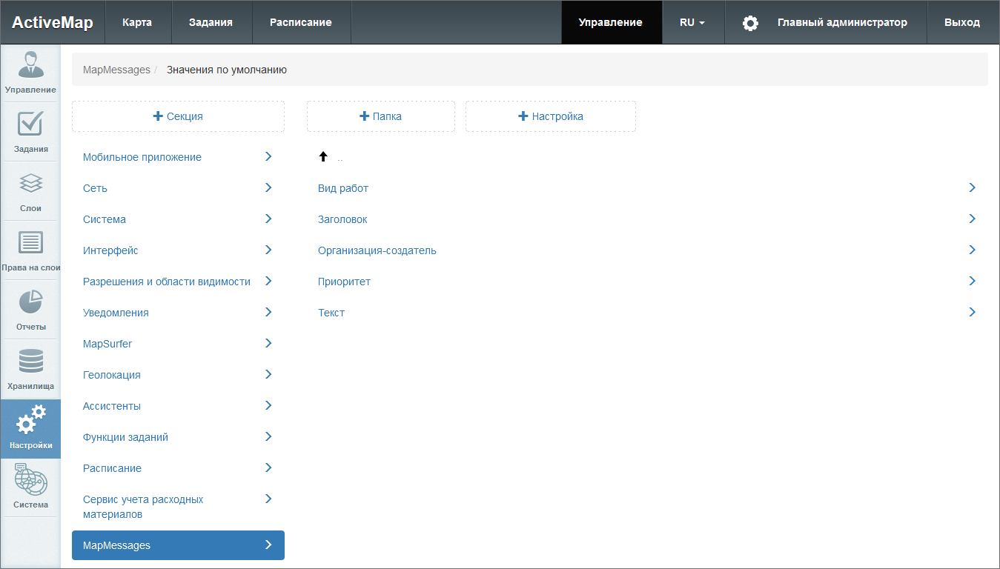 ActiveMap Карта Задания Расписание Управление RU Главный администратор Выход
Управление
Задания
Слои
Права на слои
Отчеты
Хранилища
Настройки
Система
MapMessages / Значения по умолчанию
+ Секция
+ Папка
+ Настройка
Мобильное приложение
Сеть
Система
Интерфейс
Разрешения и области видимости
Уведомления
MapSurfer
Геолокация
Ассистенты
Функции заданий
Расписание
Сервис учета расходных
материалов
MapMessages
..
Вид работ
Заголовок
Организация-создатель
Приоритет
Текст